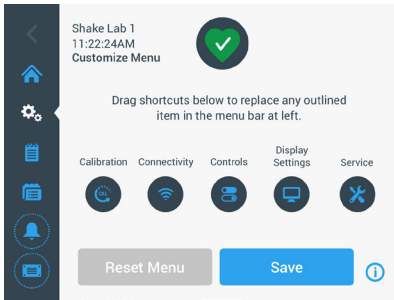 Shake Lab 1
11:22:24AM
Customize Menu
Drag shortcuts below to replace any outlined
item in the menu bar at left.
Calibration Connectivity Controls Display Settings Service
CAL
Reset Menu Save